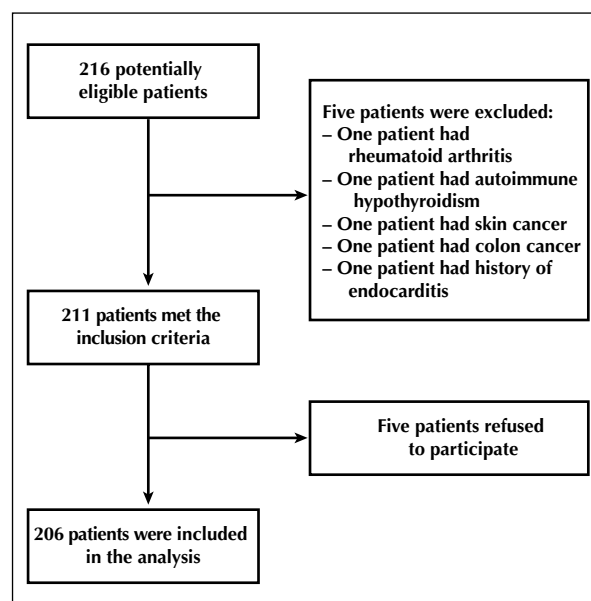 216 potentially
eligible patients
Five patients were excluded:
– One patient had
rheumatoid arthritis
– One patient had autoimmune
hypothyroidism
– One patient had skin cancer
– One patient had colon cancer
– One patient had history of
endocarditis
211 patients met the
inclusion criteria
Five patients refused
to participate
206 patients were included
in the analysis